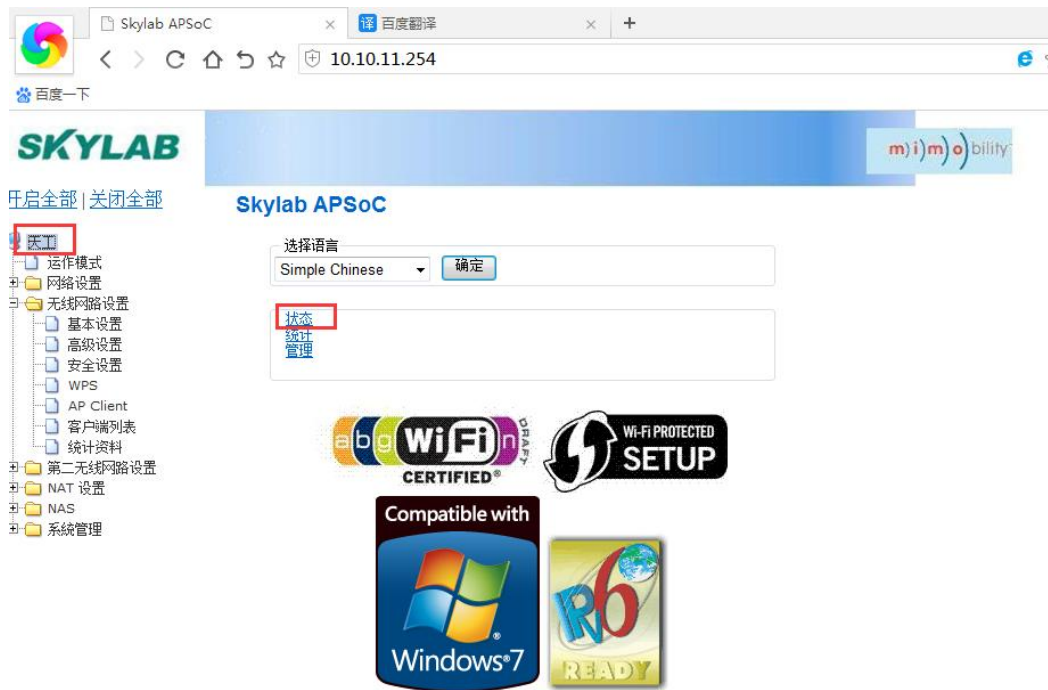 Skylab APSoC
译 百度翻译
10.10.11.254
百度一下
SKYLAB
m)i)m)o)bility
开启全部 | 关闭全部
Skylab APSoC
天工
运作模式
网络设置
无线网路设置
基本设置
高级设置
安全设置
WPS
AP Client
客户端列表
统计资料
第二无线网路设置
NAT 设置
NAS
系统管理
选择语言
Simple Chinese
确定
状态
统计
管理
a b g WiFi n DRAFT
CERTIFIED®
Wi-Fi PROTECTED
SETUP
Compatible with
Windows®7
IPv6
READY